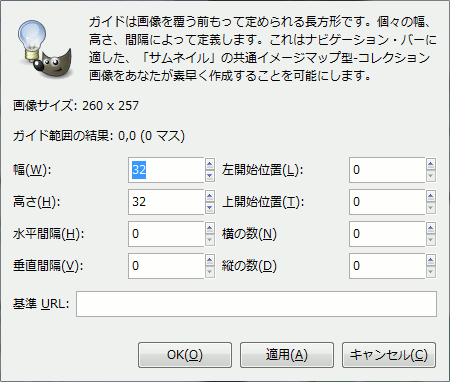 ガイドは画像を覆う前もって定められる長方形です。個々の幅、
高さ、間隔によって定義します。これはナビゲーション・バーに
適した、「サムネイル」の共通イメージマップ型-コレクション
画像をあなたが素早く作成することを可能にします。
画像サイズ: 260 x 257
ガイド範囲の結果: 0,0 (0 マス)
幅(W): 32 左開始位置(L): 0
高さ(H): 32 上開始位置(T): 0
水平間隔(H): 0 横の数(N) 0
垂直間隔(V): 0 縦の数(D) 0
基準 URL:
OK(O) 適用(A) キャンセル(C)